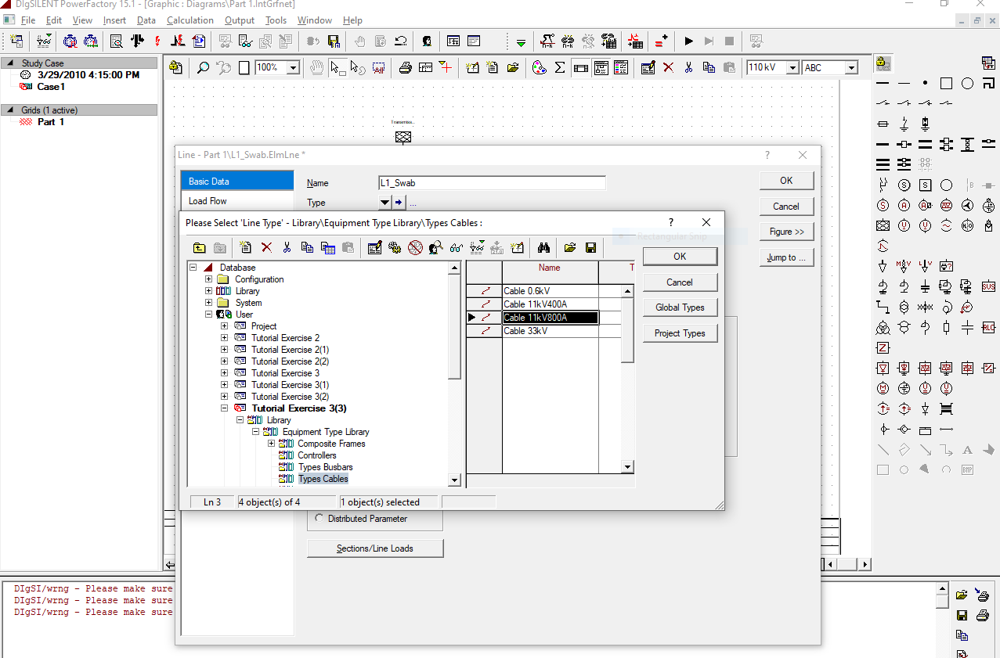 DIgSILENT PowerFactory 15.1 - [Graphic : Diagrams\Part 1.IntGrfnet]
File Edit View Insert Data Calculation Output Tools Window Help
Study Case
3/29/2010 4:15:00 PM
Case1
Grids (1 active)
Part 1
100%
110 kV
ABC
Line - Part 1\L1_Swab.ElmLne *
?
Basic Data
Load Flow
Name
L1_Swab
Type
...
OK
Cancel
Figure >>
Jump to ...
Rectangular Snip
Please Select 'Line Type' - Library\Equipment Type Library\Types Cables :
?
Database
Configuration
Library
System
User
Project
Tutorial Exercise 2
Tutorial Exercise 2(1)
Tutorial Exercise 2(2)
Tutorial Exercise 3
Tutorial Exercise 3(1)
Tutorial Exercise 3(2)
Tutorial Exercise 3(3)
Library
Equipment Type Library
Composite Frames
Controllers
Types Busbars
Types Cables
Name
T
Cable 0.6kV
Cable 11kV400A
Cable 11kV800A
Cable 33kV
OK
Cancel
Global Types
Project Types
Ln 3
4 object(s) of 4
1 object(s) selected
Distributed Parameter
Sections/Line Loads
DIgSI/wrng - Please make sure
DIgSI/wrng - Please make sure
DIgSI/wrng - Please make sure
SUS
RLC
BMP